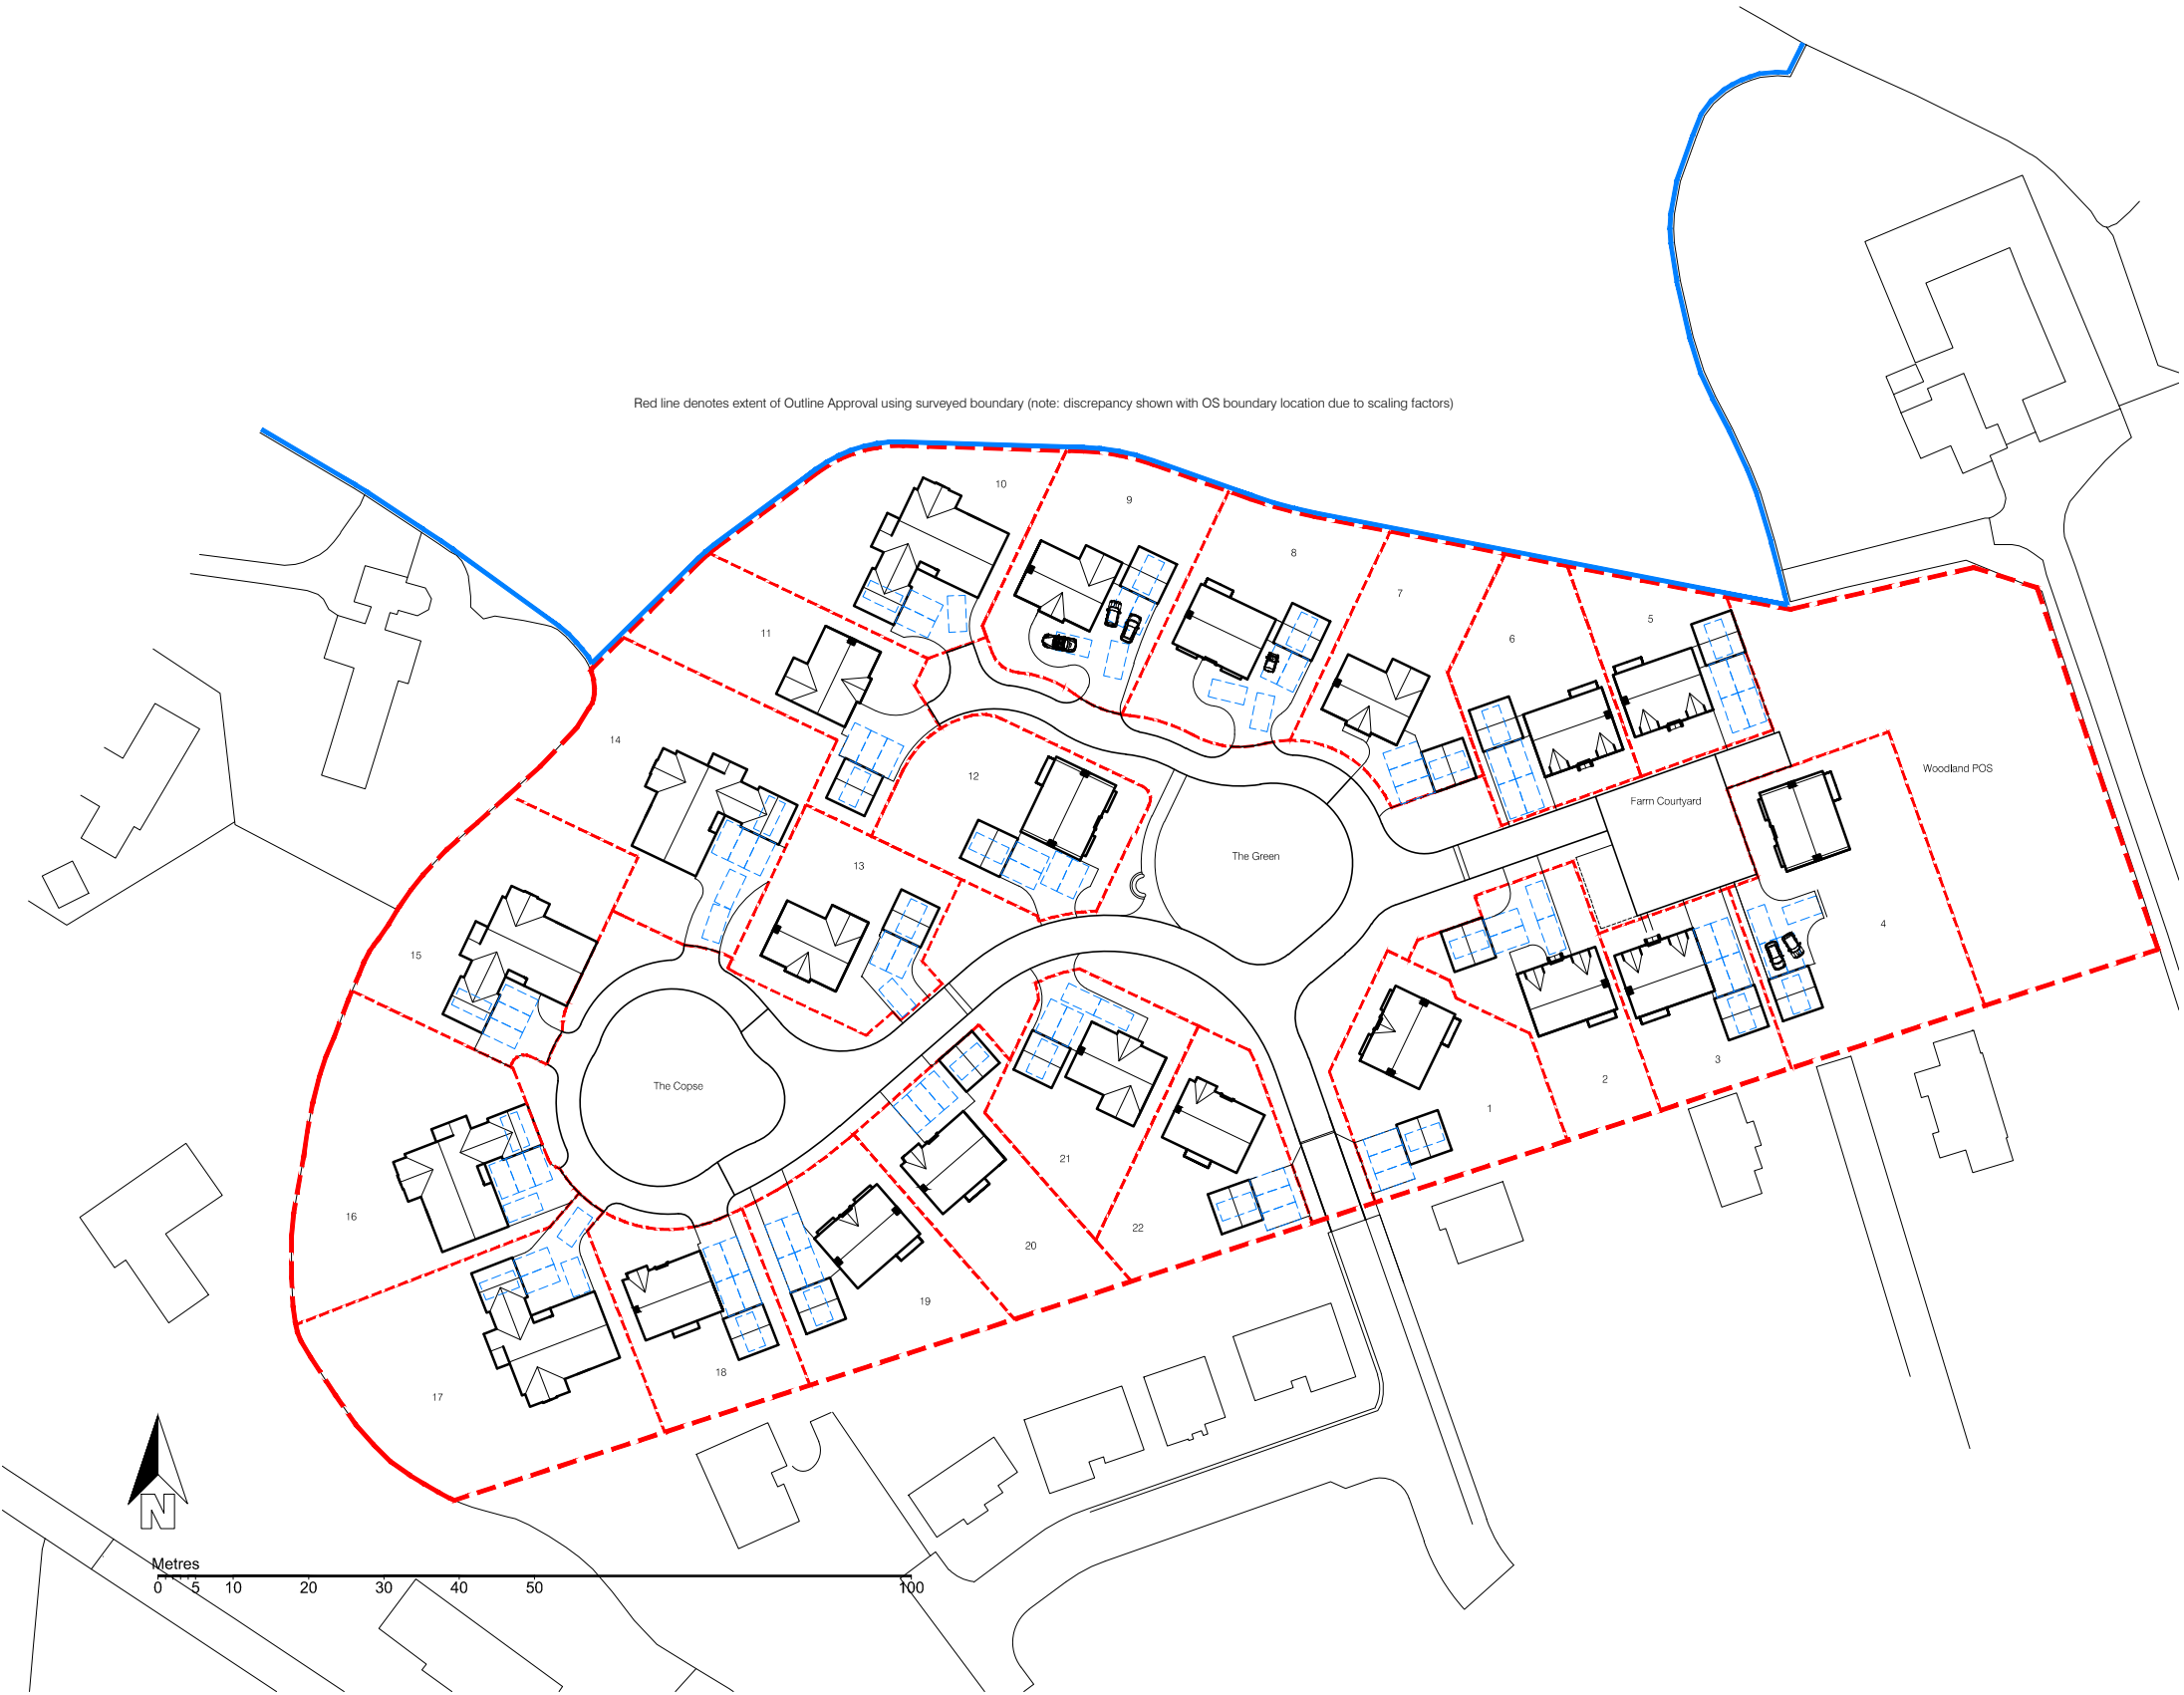 Red line denotes extent of Outline Approval using surveyed boundary (note: discrepancy shown with OS boundary location due to scaling factors)
10
9
8
7
6
5
11
14
12
Woodland POS
Farm Courtyard
The Green
13
4
15
The Copse
3
2
1
21
16
22
20
19
18
17
N
Metres
0 5 10 20 30 40 50 100